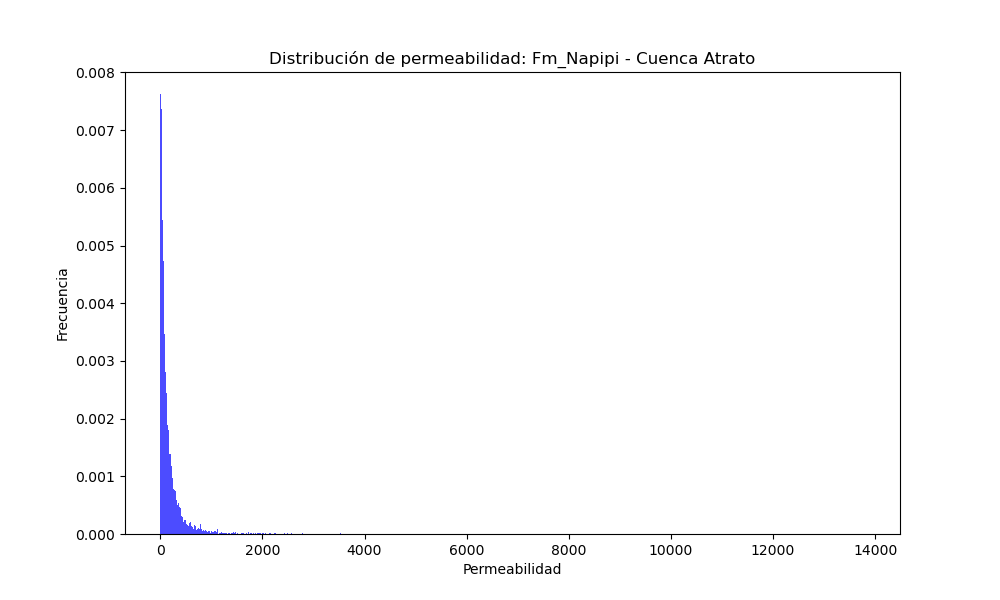 Distribución de permeabilidad: Fm_Napipi - Cuenca Atrato
0.008
0.007
0.006
0.005
0.004
0.003
0.002
0.001
0.000
Frecuencia
0 2000 4000 6000 8000 10000 12000 14000
Permeabilidad